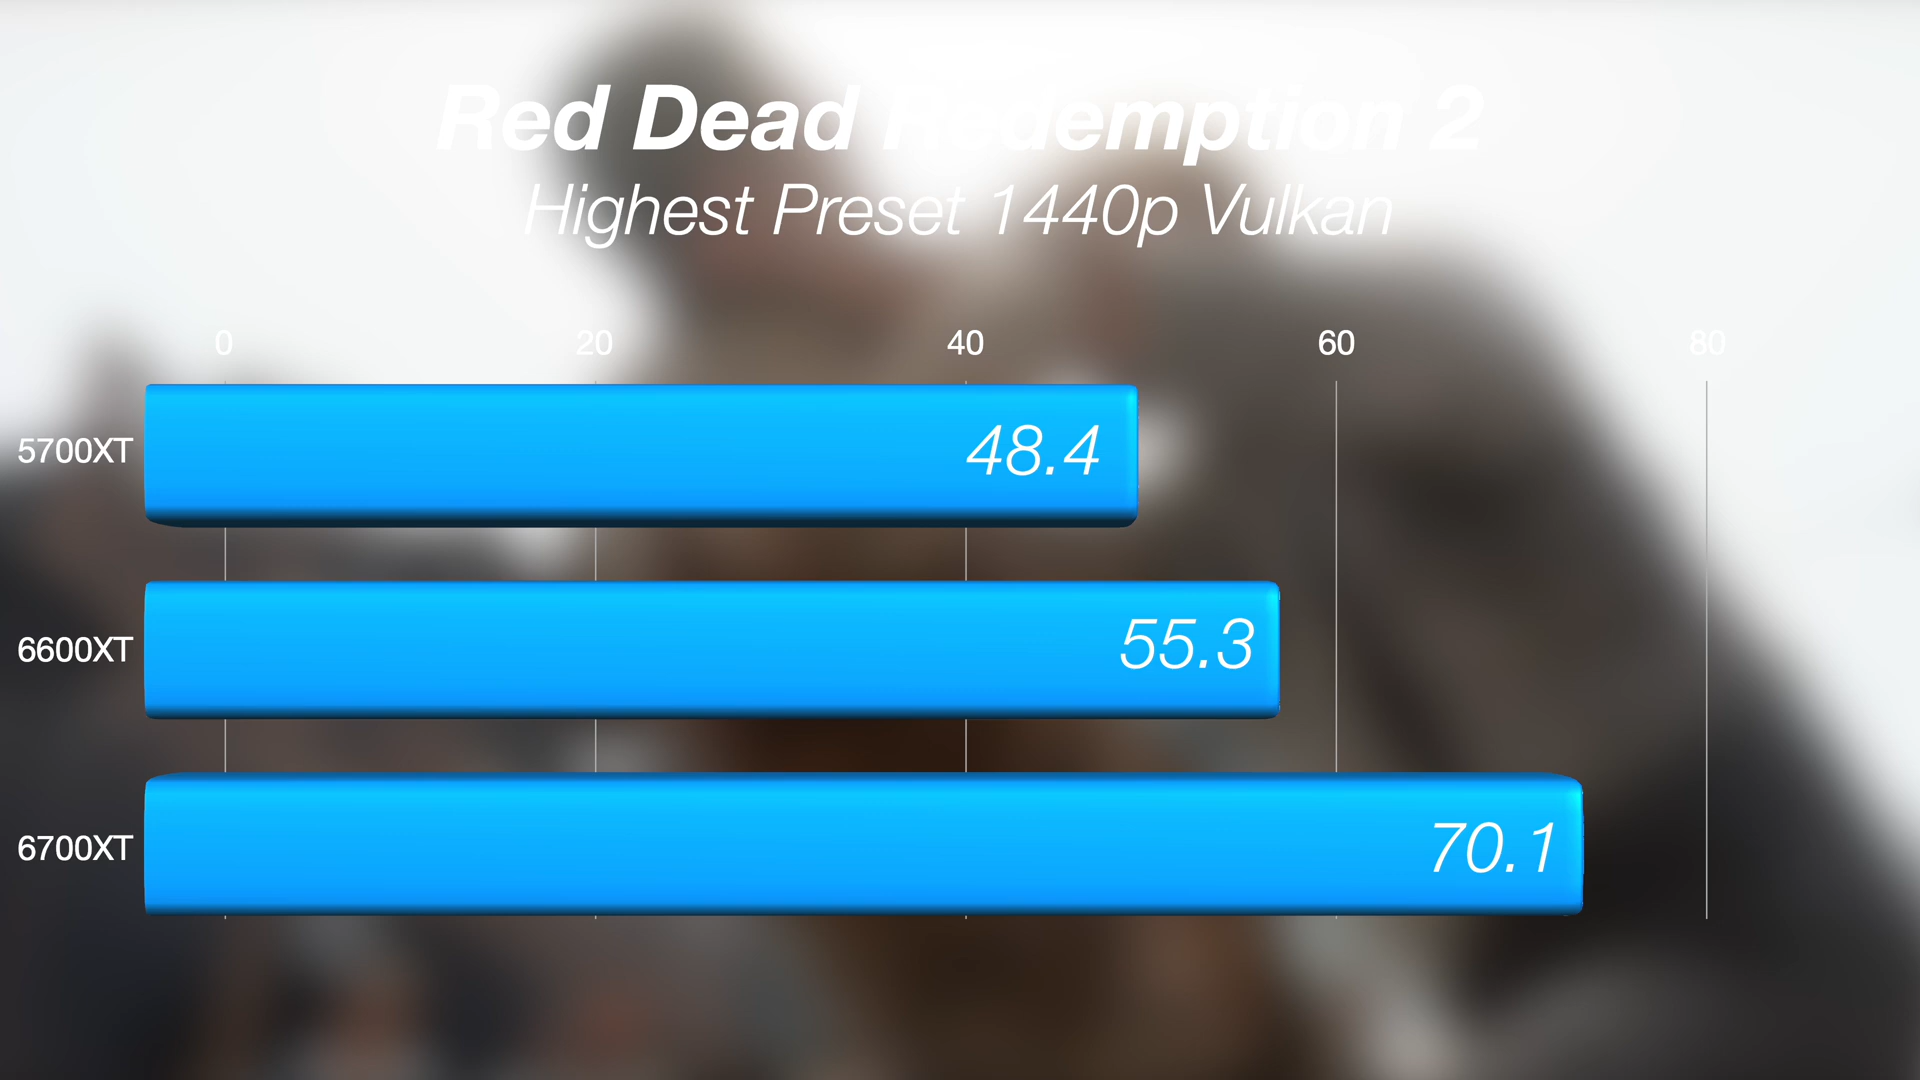 Red Dead Redemption 2
Highest Preset 1440p Vulkan
0 20 40 60 80
5700XT 48.4
6600XT 55.3
6700XT 70.1